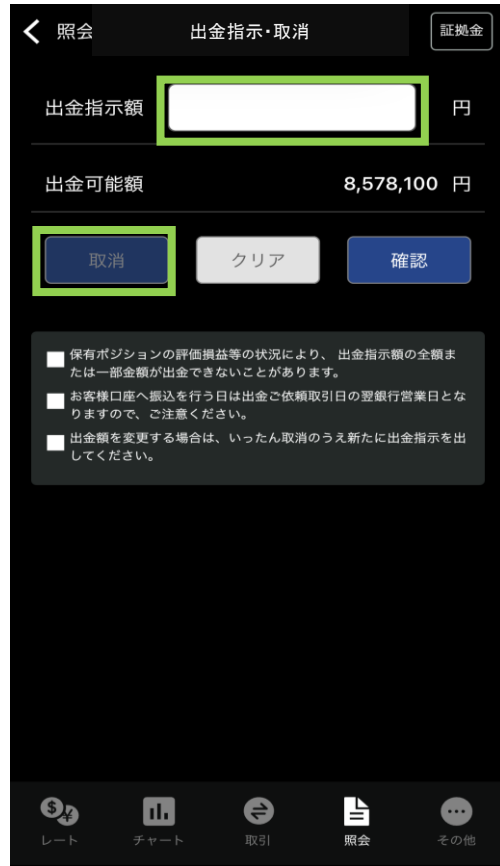 照会
出金指示・取消
証拠金
出金指示額
円
出金可能額
8,578,100 円
取消
クリア
確認
保有ポジションの評価損益等の状況により、 出金指示額の全額ま
たは一部金額が出金できないことがあります。
お客様口座へ振込を行う日は出金ご依頼取引日の翌銀行営業日とな
りますので、ご注意ください。
出金額を変更する場合は、いったん取消のうえ新たに出金指示を出
してください。
レート
チャート
取引
照会
その他